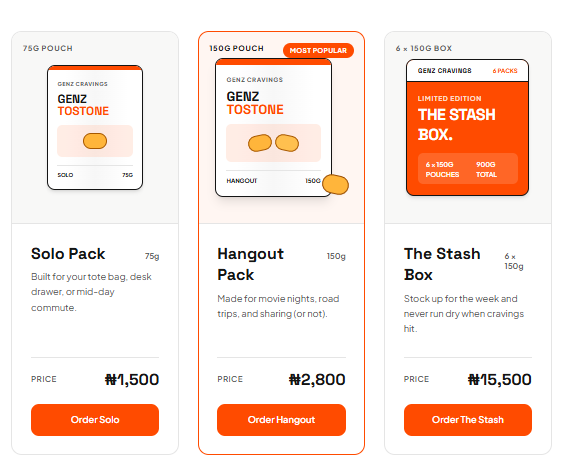 75G POUCH
GENZ CRAVINGS
GENZ
TOSTONE
SOLO 75G
Solo Pack 75g
Built for your tote bag, desk
drawer, or mid-day
commute.
PRICE ₦1,500
Order Solo
150G POUCH
MOST POPULAR
GENZ CRAVINGS
GENZ
TOSTONE
HANGOUT 150G
Hangout
Pack
150g
Made for movie nights, road
trips, and sharing (or not).
PRICE ₦2,800
Order Hangout
6 × 150G BOX
GENZ CRAVINGS 6 PACKS
LIMITED EDITION
THE STASH
BOX.
6 x 150G
POUCHES
900G
TOTAL
The Stash
Box
6 ×
150g
Stock up for the week and
never run dry when cravings
hit.
PRICE ₦15,500
Order The Stash